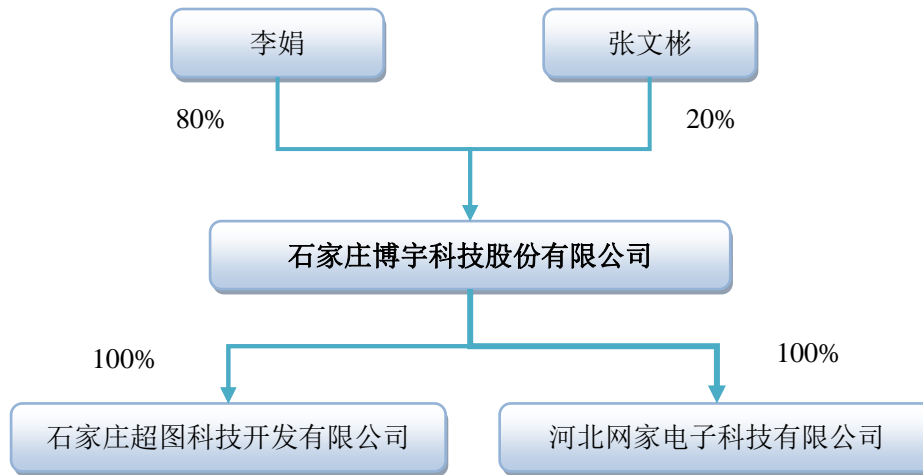 李娟
张文彬
80%
20%
石家庄博宇科技股份有限公司
100%
100%
石家庄超图科技开发有限公司
河北网家电子科技有限公司